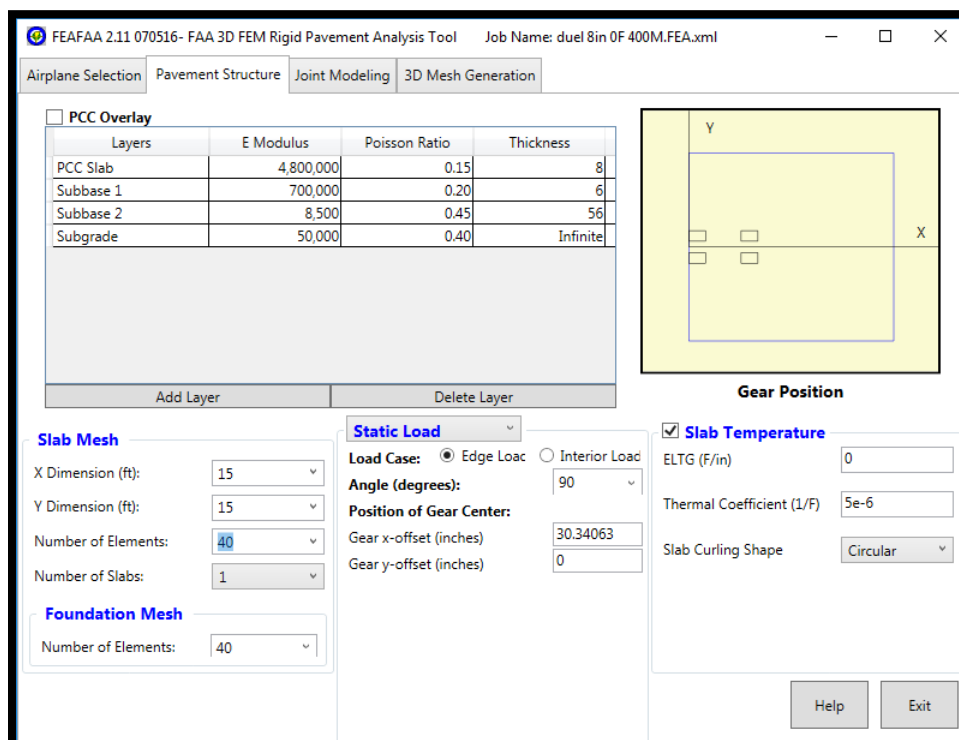 FEAFAA 2.11 070516- FAA 3D FEM Rigid Pavement Analysis Tool Job Name: duel 8in 0F 400M.FEA.xml
Airplane Selection Pavement Structure Joint Modeling 3D Mesh Generation
PCC Overlay
Layers E Modulus Poisson Ratio Thickness
PCC Slab 4,800,000 0.15 8
Subbase 1 700,000 0.20 6
Subbase 2 8,500 0.45 56
Subgrade 50,000 0.40 Infinite
Add Layer Delete Layer
Y
X
Gear Position
Slab Mesh
X Dimension (ft): 15
Y Dimension (ft): 15
Number of Elements: 40
Number of Slabs: 1
Foundation Mesh
Number of Elements: 40
Static Load
Load Case: Edge Loac Interior Load
Angle (degrees): 90
Position of Gear Center:
Gear x-offset (inches) 30.34063
Gear y-offset (inches) 0
Slab Temperature
ELTG (F/in) 0
Thermal Coefficient (1/F) 5e-6
Slab Curling Shape Circular
Help Exit